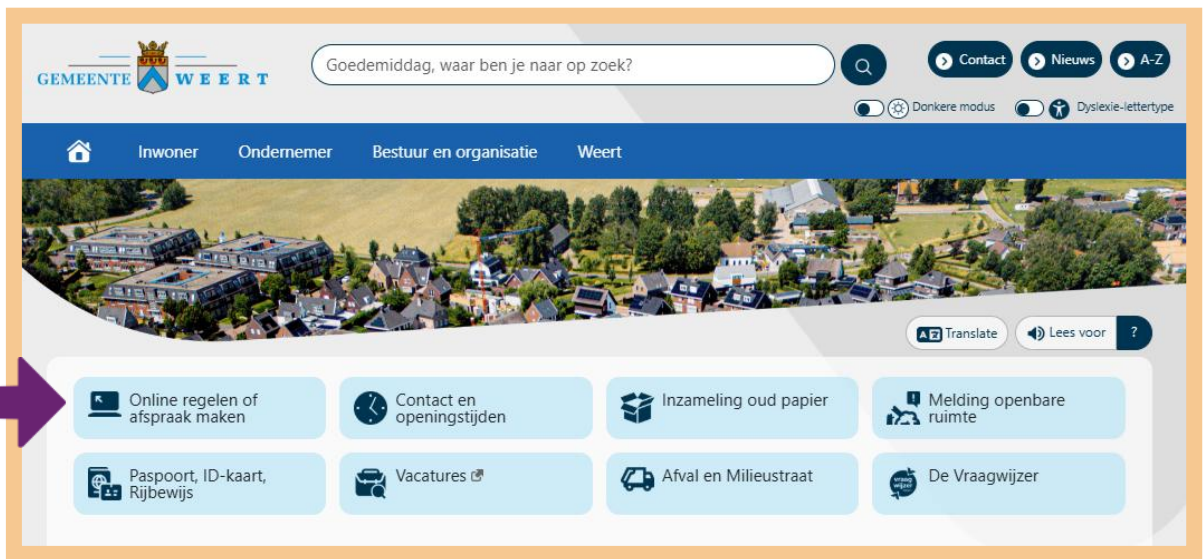 GEMEENTE WEERT
Goedemiddag, waar ben je naar op zoek?
Contact
Nieuws
A-Z
Donkere modus
Dyslexie-lettertype
Inwoner
Ondernemer
Bestuur en organisatie
Weert
Translate
Lees voor
?
Online regelen of
afspraak maken
Contact en
openingstijden
Inzameling oud papier
Melding openbare
ruimte
Paspoort, ID-kaart,
Rijbewijs
Vacatures
Afval en Milieustraat
vraag
wijzer
De Vraagwijzer